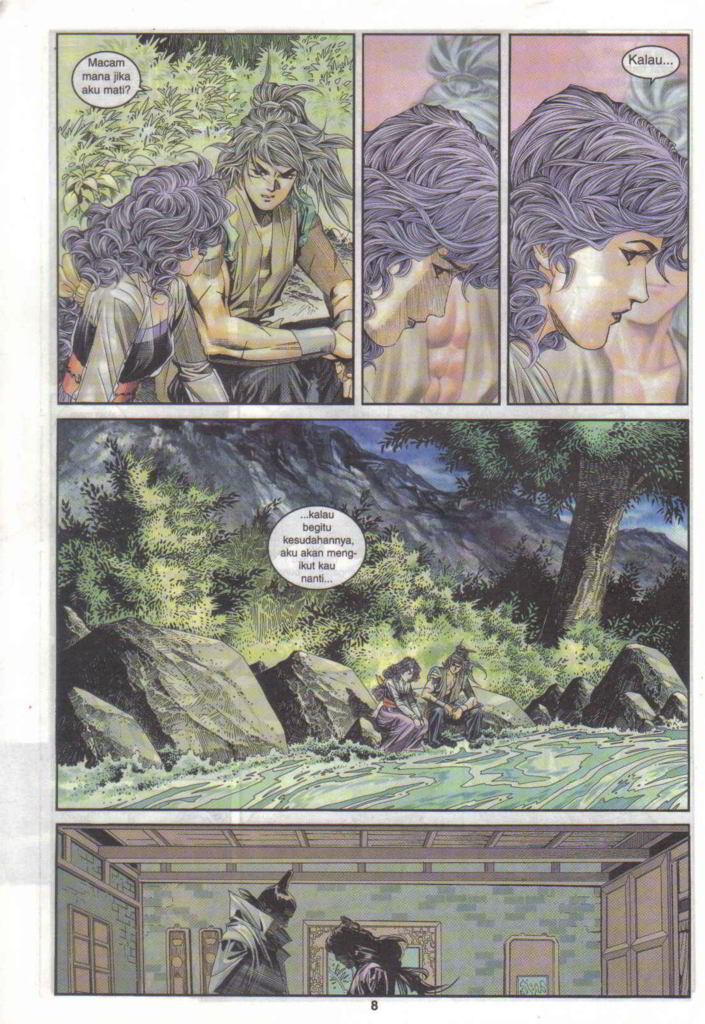 Macam
mana jika
aku mati?
Kalau...
...kalau
begitu
kesudahannya,
aku akan meng-
ikut kau
nanti...
8